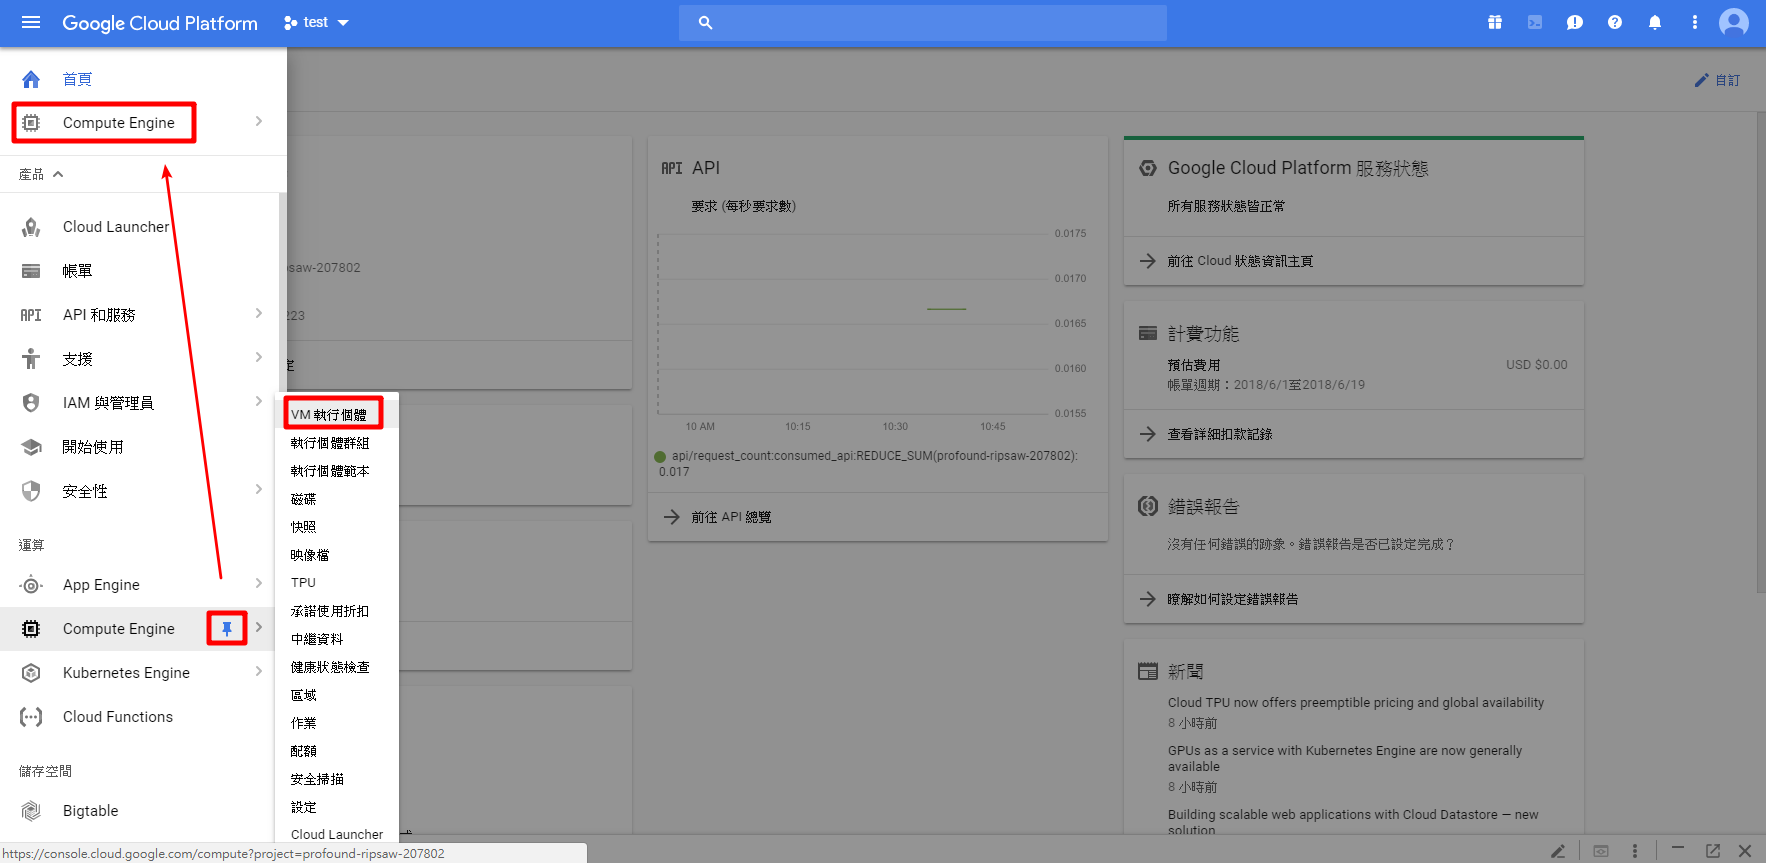 Google Cloud Platform
test
首頁
Compute Engine
產品
Cloud Launcher
帳單
API
API 和服務
支援
IAM 與管理員
開始使用
安全性
運算
App Engine
Compute Engine
Kubernetes Engine
Cloud Functions
儲存空間
Bigtable
VM 執行個體
執行個體群組
執行個體範本
磁碟
快照
映像檔
TPU
承諾使用折扣
中繼資料
健康狀態檢查
區域
作業
配額
安全掃描
設定
Cloud Launcher
自訂
saw-207802
223
定
API API
要求 (每秒要求數)
0.0175
0.0170
0.0165
0.0160
0.0155
10 AM 10:15 10:30 10:45
api/request_count:consumed_api:REDUCE_SUM(profound-ripsaw-207802):
0.017
前往 API 總覽
Google Cloud Platform 服務狀態
所有服務狀態皆正常
前往 Cloud 狀態資訊主頁
計費功能
預估費用 USD $0.00
帳單週期：2018/6/1至2018/6/19
查看詳細扣款記錄
錯誤報告
沒有任何錯誤的跡象。錯誤報告是否已設定完成？
瞭解如何設定錯誤報告
新聞
Cloud TPU now offers preemptible pricing and global availability
8 小時前
GPUs as a service with Kubernetes Engine are now generally
available
8 小時前
Building scalable web applications with Cloud Datastore — new
solution
https://console.cloud.google.com/compute?project=profound-ripsaw-207802